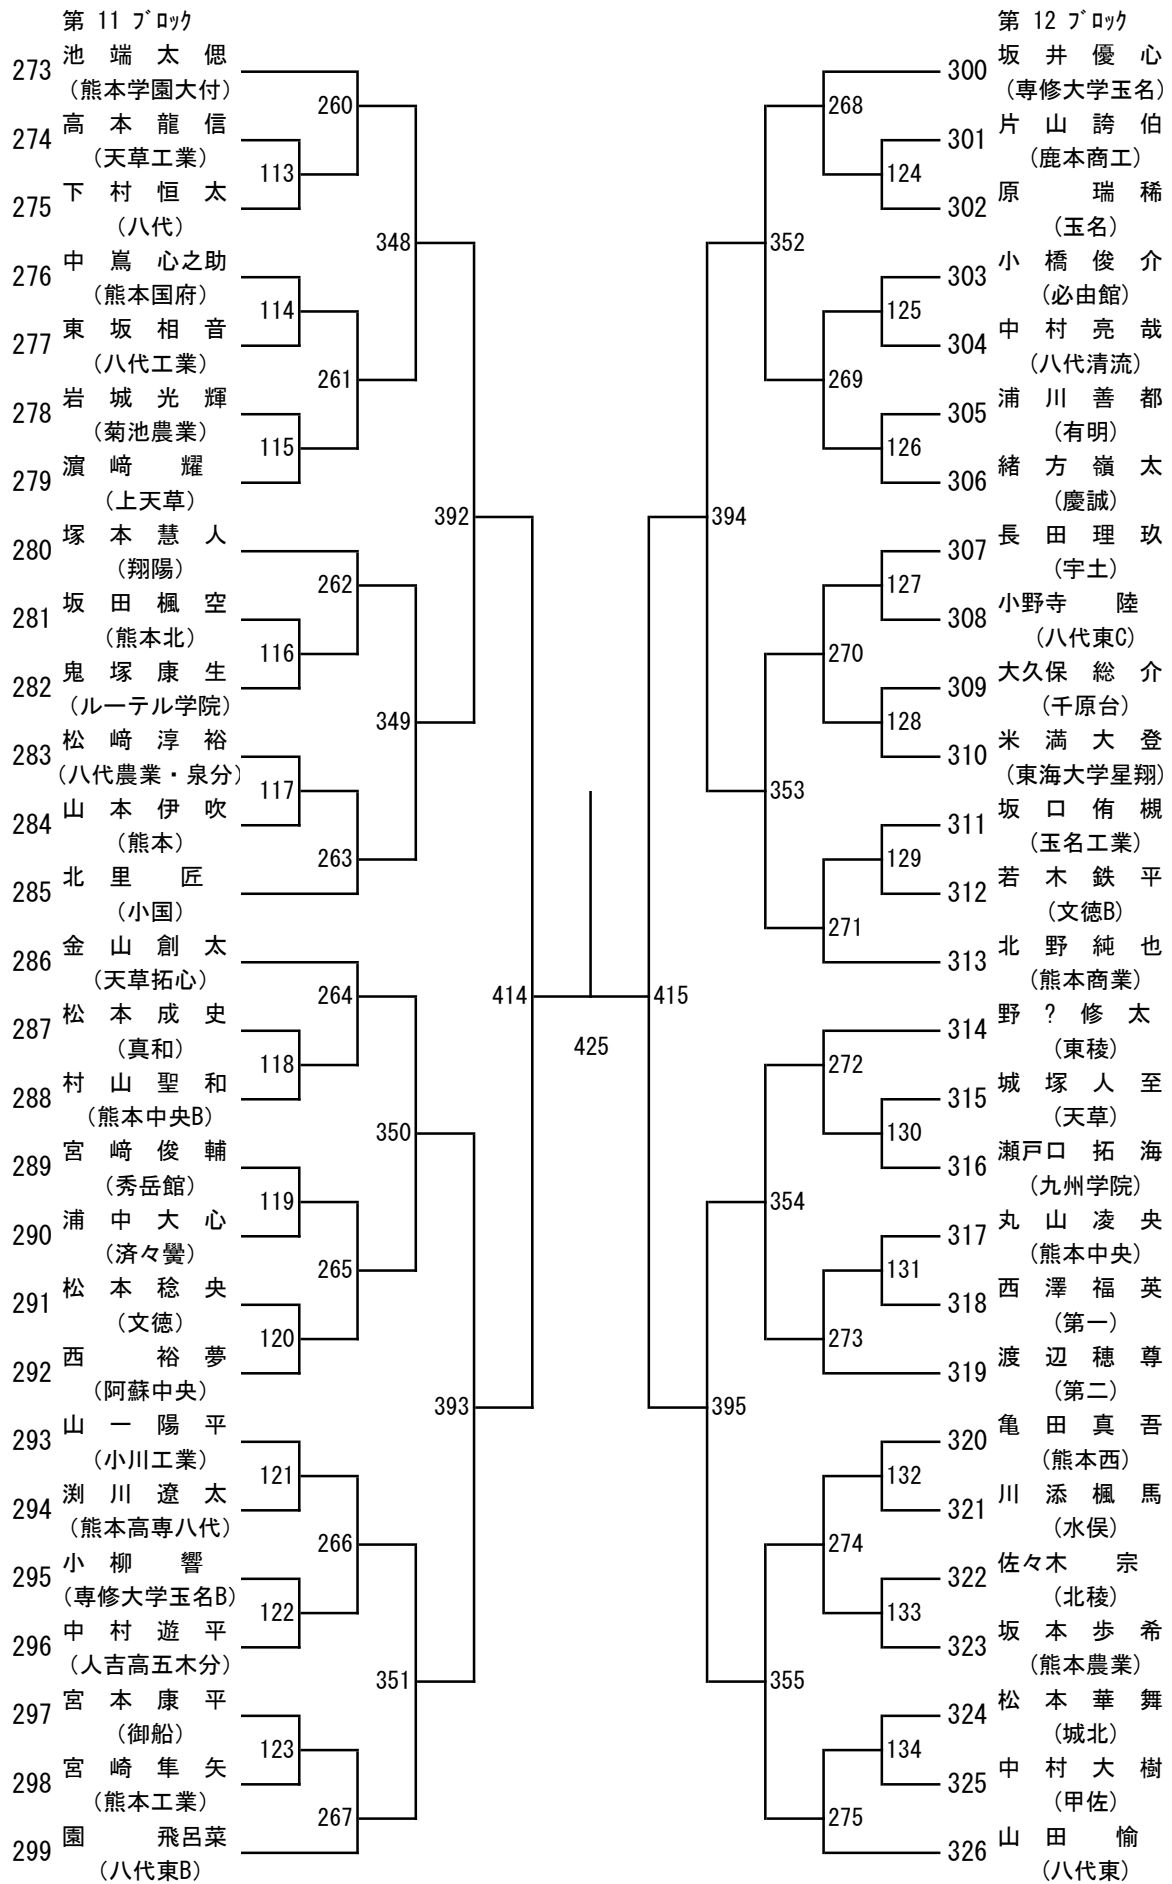 第 11 ﾌﾞﾛｯｸ
273 池 端 太 偲
(熊本学園大付)
260
274 高 本 龍 信
(天草工業)
113
275 下 村 恒 太
(八代)
348
276 中 嶌 心之助
(熊本国府)
114
277 東 坂 相 音
(八代工業)
261
278 岩 城 光 輝
(菊池農業)
115
279 濵 﨑 耀
(上天草)
392
280 塚 本 慧 人
(翔陽)
262
281 坂 田 楓 空
(熊本北)
116
282 鬼 塚 康 生
(ルーテル学院)
349
283 松 﨑 淳 裕
(八代農業・泉分)
117
284 山 本 伊 吹
(熊本)
263
285 北 里 匠
(小国)
286 金 山 創 太
(天草拓心)
264
414
287 松 本 成 史
(真和)
118
288 村 山 聖 和
(熊本中央B)
350
289 宮 﨑 俊 輔
(秀岳館)
119
290 浦 中 大 心
(済々黌)
265
291 松 本 稔 央
(文徳)
120
292 西 裕 夢
(阿蘇中央)
393
293 山 一 陽 平
(小川工業)
121
294 渕 川 遼 太
(熊本高専八代)
266
295 小 柳 響
(専修大学玉名B)
122
296 中 村 遊 平
(人吉高五木分)
351
297 宮 本 康 平
(御船)
123
298 宮 崎 隼 矢
(熊本工業)
267
299 園 飛呂菜
(八代東B)
425
第 12 ﾌﾞﾛｯｸ
300 坂 井 優 心
(専修大学玉名)
268
301 片 山 誇 伯
(鹿本商工)
124
302 原 瑞 稀
(玉名)
352
303 小 橋 俊 介
(必由館)
125
304 中 村 亮 哉
(八代清流)
269
305 浦 川 善 都
(有明)
126
306 緒 方 嶺 太
(慶誠)
394
307 長 田 理 玖
(宇土)
127
308 小野寺 陸
(八代東C)
270
309 大久保 総 介
(千原台)
128
310 米 満 大 登
(東海大学星翔)
353
311 坂 口 侑 槻
(玉名工業)
129
312 若 木 鉄 平
(文徳B)
271
313 北 野 純 也
(熊本商業)
415
314 野 ? 修 太
(東稜)
272
315 城 塚 人 至
(天草)
130
316 瀬戸口 拓 海
(九州学院)
354
317 丸 山 凌 央
(熊本中央)
131
318 西 澤 福 英
(第一)
273
319 渡 辺 穂 尊
(第二)
395
320 亀 田 真 吾
(熊本西)
132
321 川 添 楓 馬
(水俣)
274
322 佐々木 宗
(北稜)
133
323 坂 本 歩 希
(熊本農業)
355
324 松 本 華 舞
(城北)
134
325 中 村 大 樹
(甲佐)
275
326 山 田 愉
(八代東)